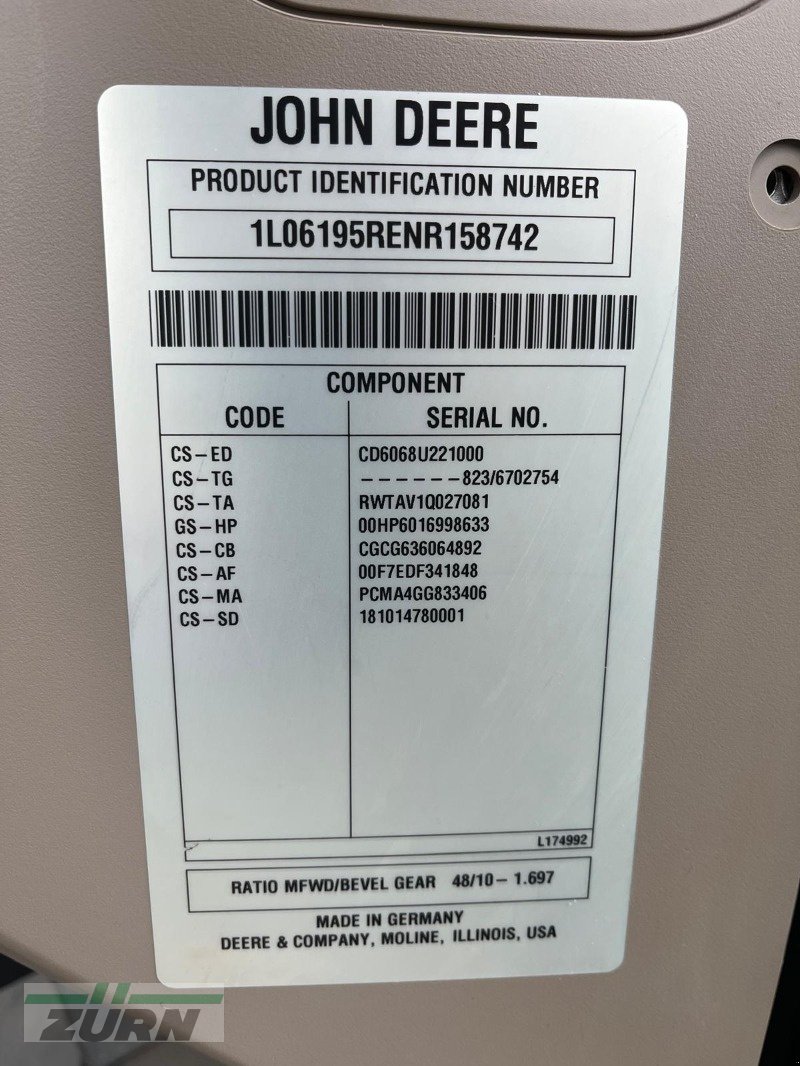 JOHN DEERE
PRODUCT IDENTIFICATION NUMBER
1L06195RENR158742
COMPONENT
CODE SERIAL NO.
CS-ED CD6068U221000
CS-TG ------823/6702754
CS-TA RWTAV1Q027081
GS-HP 00HP6016998633
CS-CB CGCG636064892
CS-AF 00F7EDF341848
CS-MA PCMA4GG833406
CS-SD 181014780001
L174992
RATIO MFWD/BEVEL GEAR 48/10-1.697
MADE IN GERMANY
DEERE & COMPANY, MOLINE, ILLINOIS, USA
ZÜRN